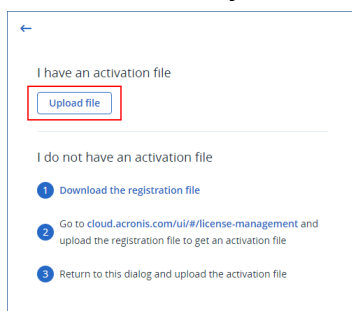 I have an activation file
Upload file
I do not have an activation file
1 Download the registration file
2 Go to cloud.acronis.com/ui/#/license-management and
upload the registration file to get an activation file
3 Return to this dialog and upload the activation file